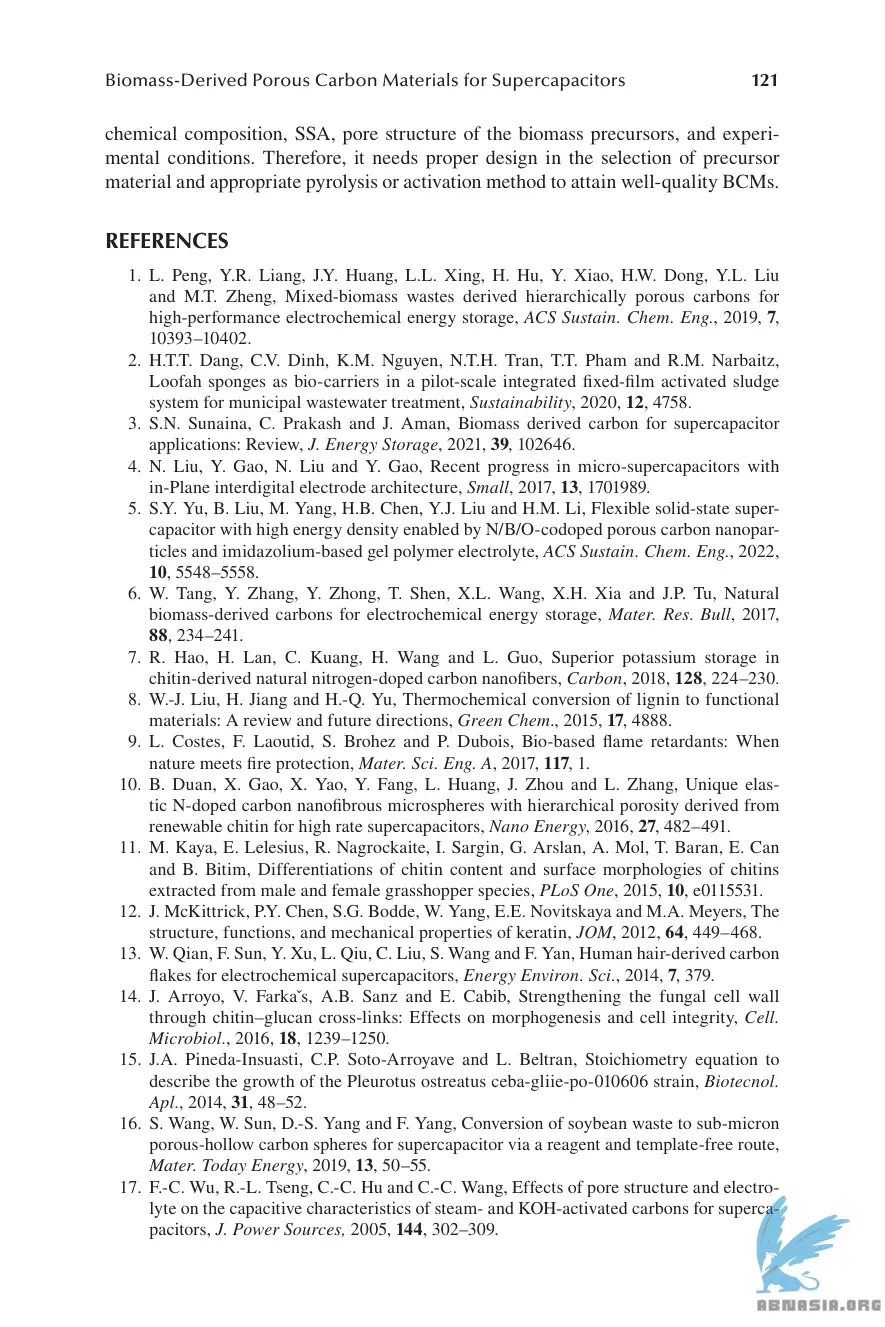 Biomass-Derived Porous Carbon Materials for Supercapacitors 121
chemical composition, SSA, pore structure of the biomass precursors, and experi-
mental conditions. Therefore, it needs proper design in the selection of precursor
material and appropriate pyrolysis or activation method to attain well-quality BCMs.
REFERENCES
1. L. Peng, Y.R. Liang, J.Y. Huang, L.L. Xing, H. Hu, Y. Xiao, H.W. Dong, Y.L. Liu
and M.T. Zheng, Mixed-biomass wastes derived hierarchically porous carbons for
high-performance electrochemical energy storage, ACS Sustain. Chem. Eng., 2019, 7,
10393–10402.
2. H.T.T. Dang, C.V. Dinh, K.M. Nguyen, N.T.H. Tran, T.T. Pham and R.M. Narbaitz,
Loofah sponges as bio-carriers in a pilot-scale integrated fixed-film activated sludge
system for municipal wastewater treatment, Sustainability, 2020, 12, 4758.
3. S.N. Sunaina, C. Prakash and J. Aman, Biomass derived carbon for supercapacitor
applications: Review, J. Energy Storage, 2021, 39, 102646.
4. N. Liu, Y. Gao, N. Liu and Y. Gao, Recent progress in micro-supercapacitors with
in-Plane interdigital electrode architecture, Small, 2017, 13, 1701989.
5. S.Y. Yu, B. Liu, M. Yang, H.B. Chen, Y.J. Liu and H.M. Li, Flexible solid-state super-
capacitor with high energy density enabled by N/B/O-codoped porous carbon nanopar-
ticles and imidazolium-based gel polymer electrolyte, ACS Sustain. Chem. Eng., 2022,
10, 5548–5558.
6. W. Tang, Y. Zhang, Y. Zhong, T. Shen, X.L. Wang, X.H. Xia and J.P. Tu, Natural
biomass-derived carbons for electrochemical energy storage, Mater. Res. Bull, 2017,
88, 234–241.
7. R. Hao, H. Lan, C. Kuang, H. Wang and L. Guo, Superior potassium storage in
chitin-derived natural nitrogen-doped carbon nanofibers, Carbon, 2018, 128, 224–230.
8. W.-J. Liu, H. Jiang and H.-Q. Yu, Thermochemical conversion of lignin to functional
materials: A review and future directions, Green Chem., 2015, 17, 4888.
9. L. Costes, F. Laoutid, S. Brohez and P. Dubois, Bio-based flame retardants: When
nature meets fire protection, Mater. Sci. Eng. A, 2017, 117, 1.
10. B. Duan, X. Gao, X. Yao, Y. Fang, L. Huang, J. Zhou and L. Zhang, Unique elas-
tic N-doped carbon nanofibrous microspheres with hierarchical porosity derived from
renewable chitin for high rate supercapacitors, Nano Energy, 2016, 27, 482–491.
11. M. Kaya, E. Lelesius, R. Nagrockaite, I. Sargin, G. Arslan, A. Mol, T. Baran, E. Can
and B. Bitim, Differentiations of chitin content and surface morphologies of chitins
extracted from male and female grasshopper species, PLoS One, 2015, 10, e0115531.
12. J. McKittrick, P.Y. Chen, S.G. Bodde, W. Yang, E.E. Novitskaya and M.A. Meyers, The
structure, functions, and mechanical properties of keratin, JOM, 2012, 64, 449–468.
13. W. Qian, F. Sun, Y. Xu, L. Qiu, C. Liu, S. Wang and F. Yan, Human hair-derived carbon
flakes for electrochemical supercapacitors, Energy Environ. Sci., 2014, 7, 379.
14. J. Arroyo, V. Farkaˇs, A.B. Sanz and E. Cabib, Strengthening the fungal cell wall
through chitin–glucan cross-links: Effects on morphogenesis and cell integrity, Cell.
Microbiol., 2016, 18, 1239–1250.
15. J.A. Pineda-Insuasti, C.P. Soto-Arroyave and L. Beltran, Stoichiometry equation to
describe the growth of the Pleurotus ostreatus ceba-gliie-po-010606 strain, Biotecnol.
Apl., 2014, 31, 48–52.
16. S. Wang, W. Sun, D.-S. Yang and F. Yang, Conversion of soybean waste to sub-micron
porous-hollow carbon spheres for supercapacitor via a reagent and template-free route,
Mater. Today Energy, 2019, 13, 50–55.
17. F.-C. Wu, R.-L. Tseng, C.-C. Hu and C.-C. Wang, Effects of pore structure and electro-
lyte on the capacitive characteristics of steam- and KOH-activated carbons for superca-
pacitors, J. Power Sources, 2005, 144, 302–309.
ABNASIA.ORG